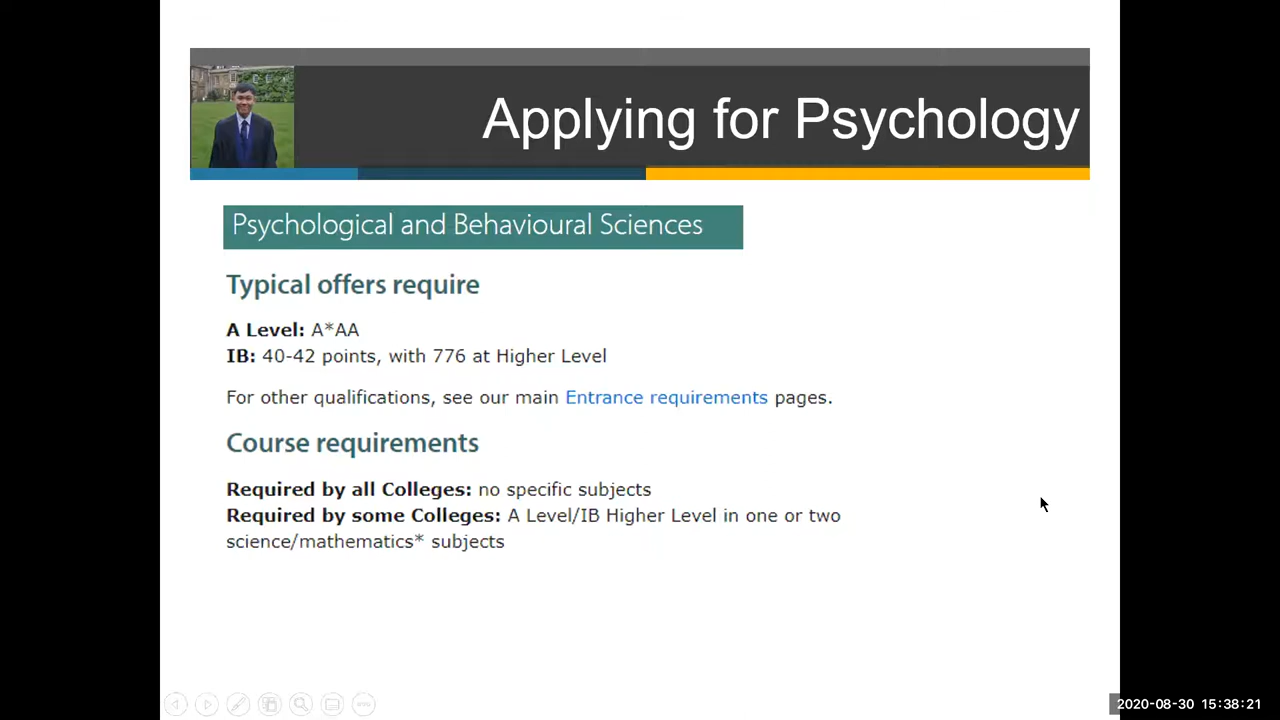 Applying for Psychology
Psychological and Behavioural Sciences
Typical offers require
A Level: A*AA
IB: 40-42 points, with 776 at Higher Level
For other qualifications, see our main Entrance requirements pages.
Course requirements
Required by all Colleges: no specific subjects
Required by some Colleges: A Level/IB Higher Level in one or two
science/mathematics* subjects
2020-08-30 15:38:21